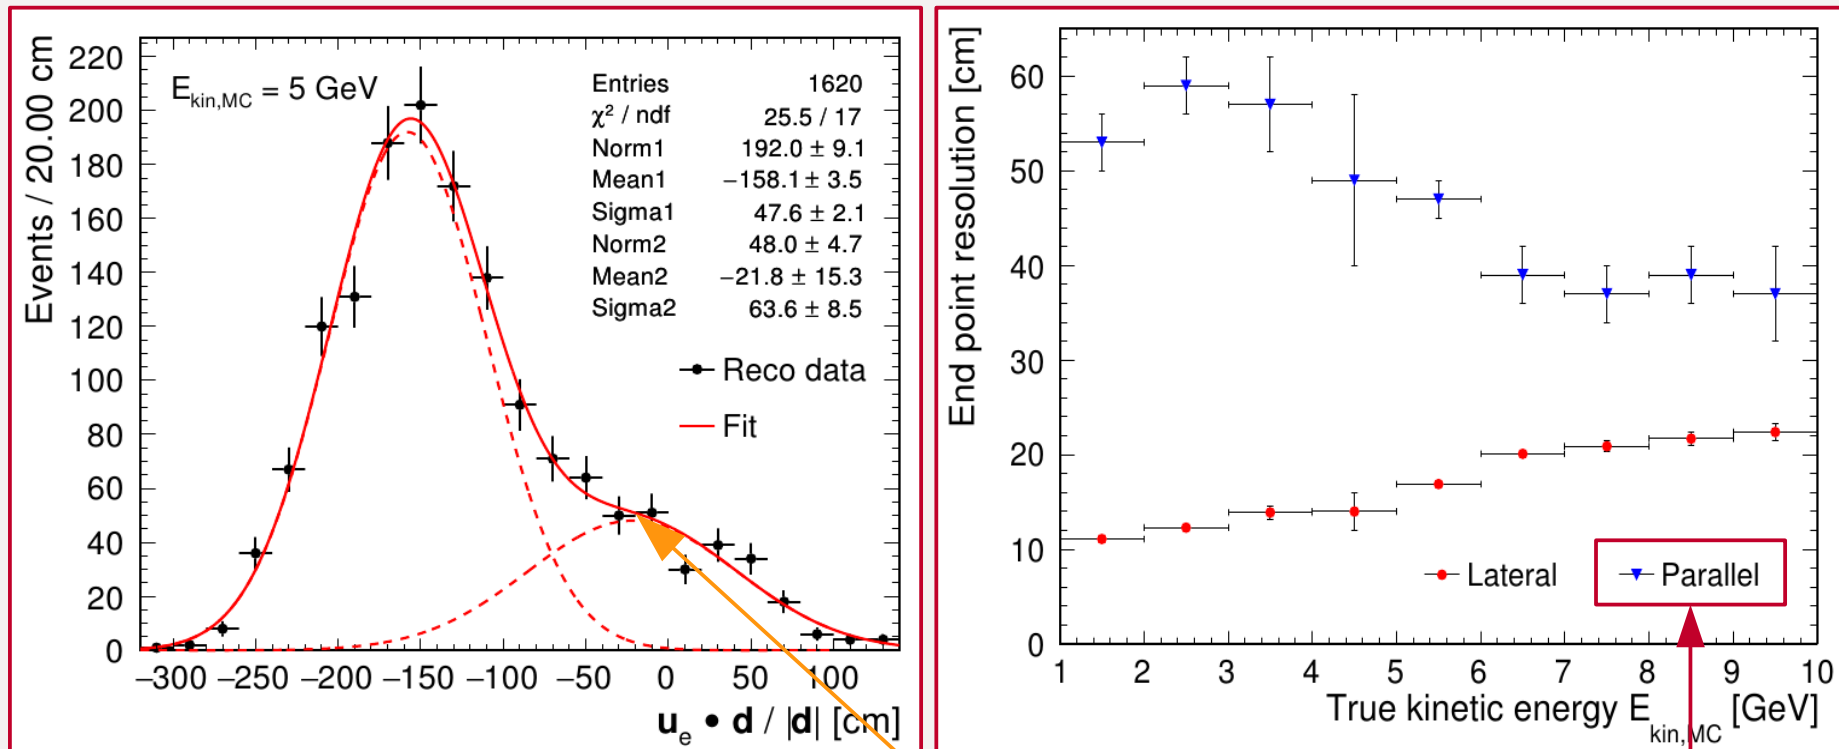 Events / 20.00 cm
220
200
180
160
140
120
100
80
60
40
20
0
E_kin,MC = 5 GeV
Entries 1620
χ² / ndf 25.5 / 17
Norm1 192.0 ± 9.1
Mean1 −158.1 ± 3.5
Sigma1 47.6 ± 2.1
Norm2 48.0 ± 4.7
Mean2 −21.8 ± 15.3
Sigma2 63.6 ± 8.5
Reco data
Fit
−300 −250 −200 −150 −100 −50 0 50 100
u_e • d / |d| [cm]
End point resolution [cm]
60
50
40
30
20
10
0
Lateral Parallel
1 2 3 4 5 6 7 8 9 10
True kinetic energy E_kin,MC [GeV]